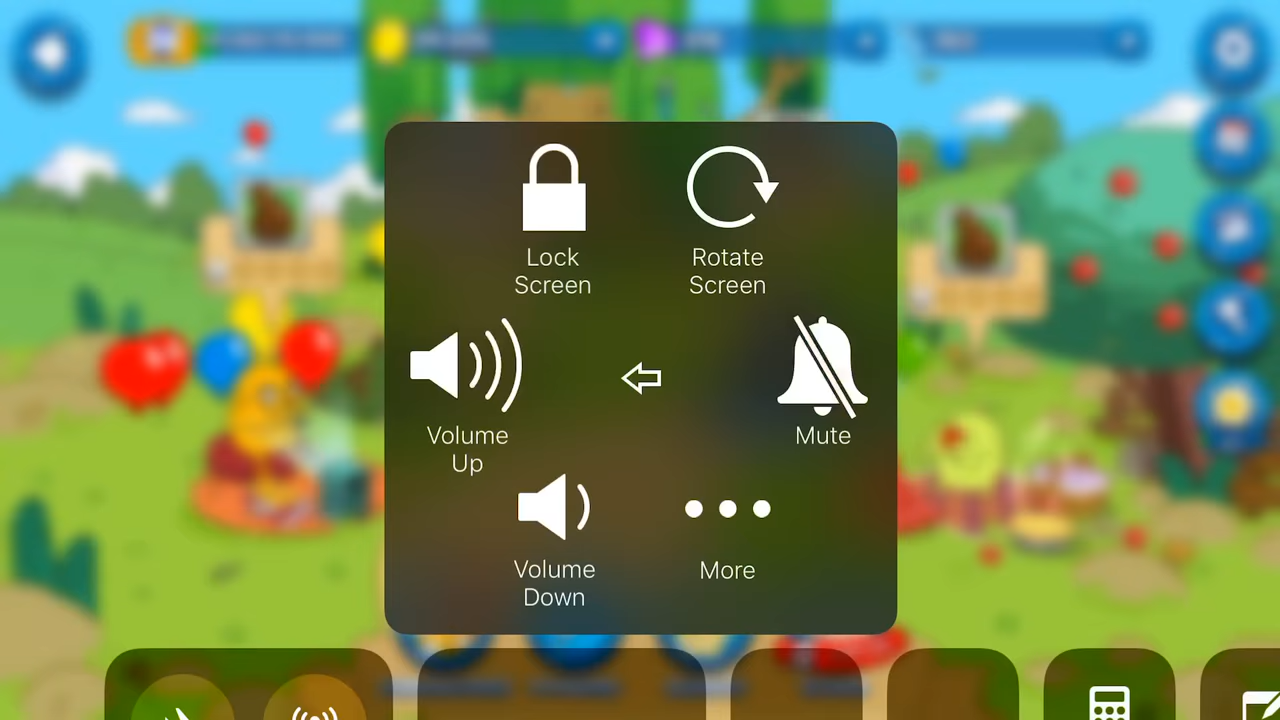 Lock
Screen
Rotate
Screen
Volume
Up
Mute
Volume
Down
More